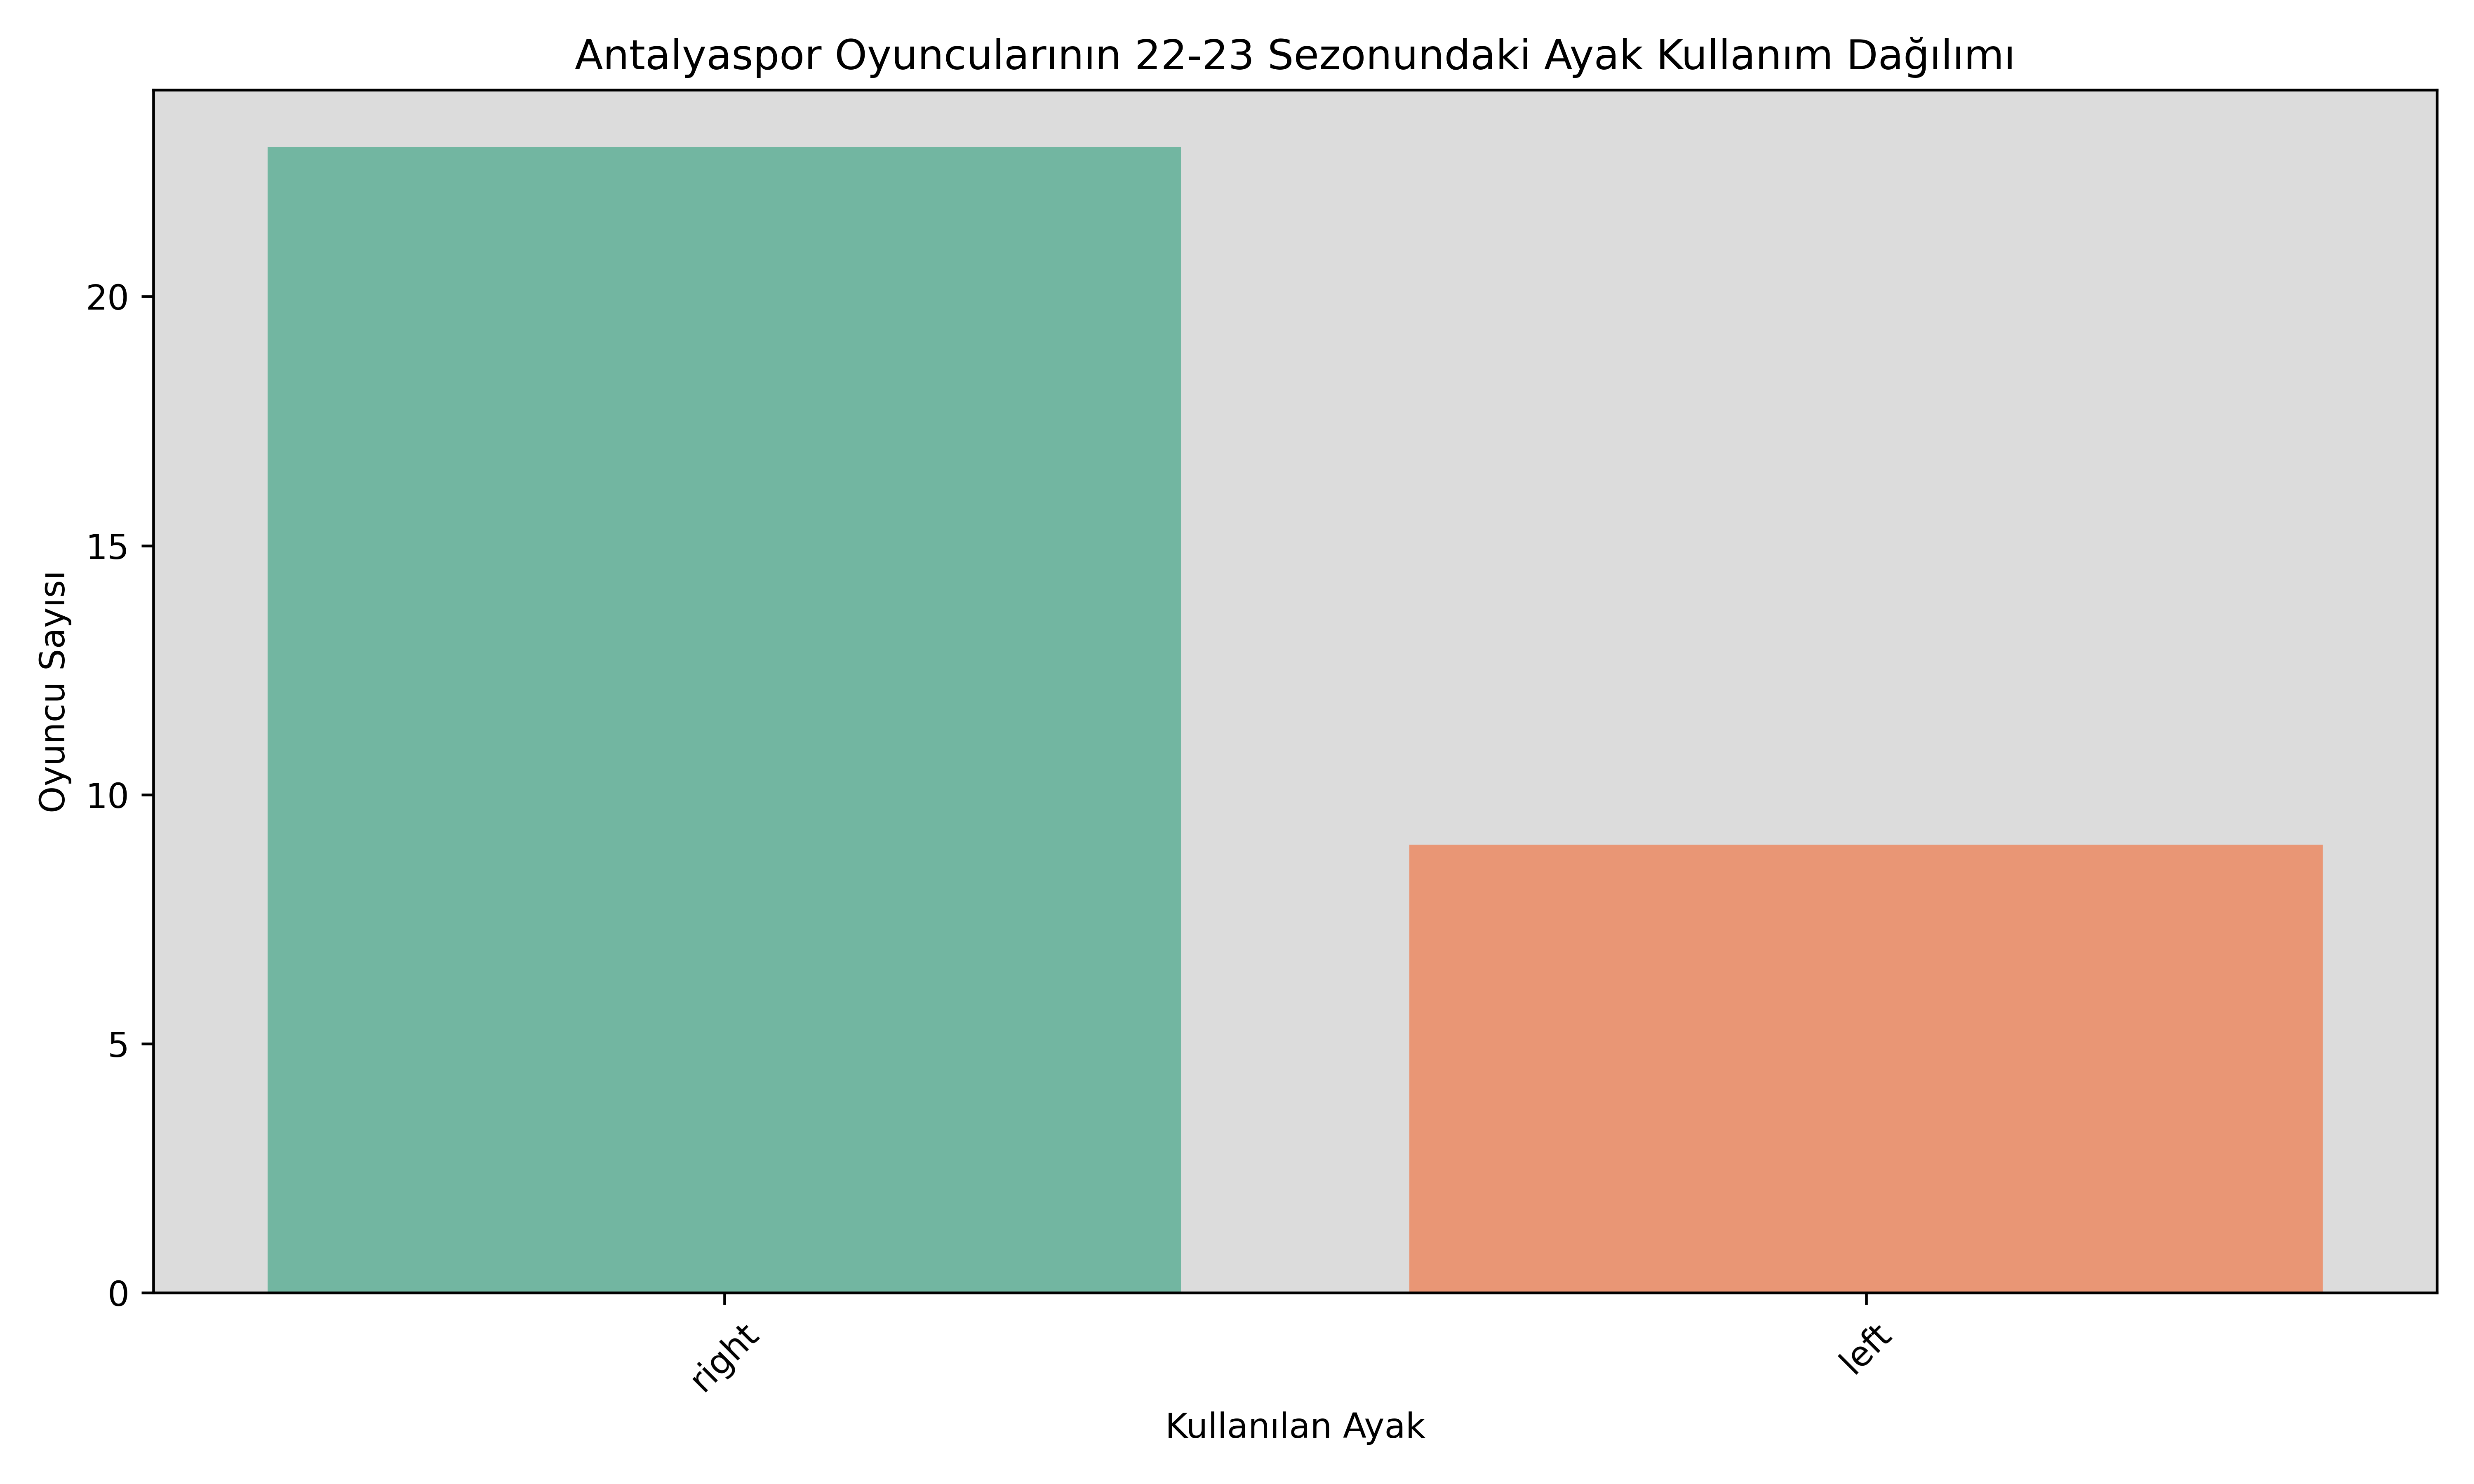 Antalyaspor Oyuncularının 22-23 Sezonundaki Ayak Kullanım Dağılımı
Oyuncu Sayısı
20
15
10
5
0
right
left
Kullanılan Ayak